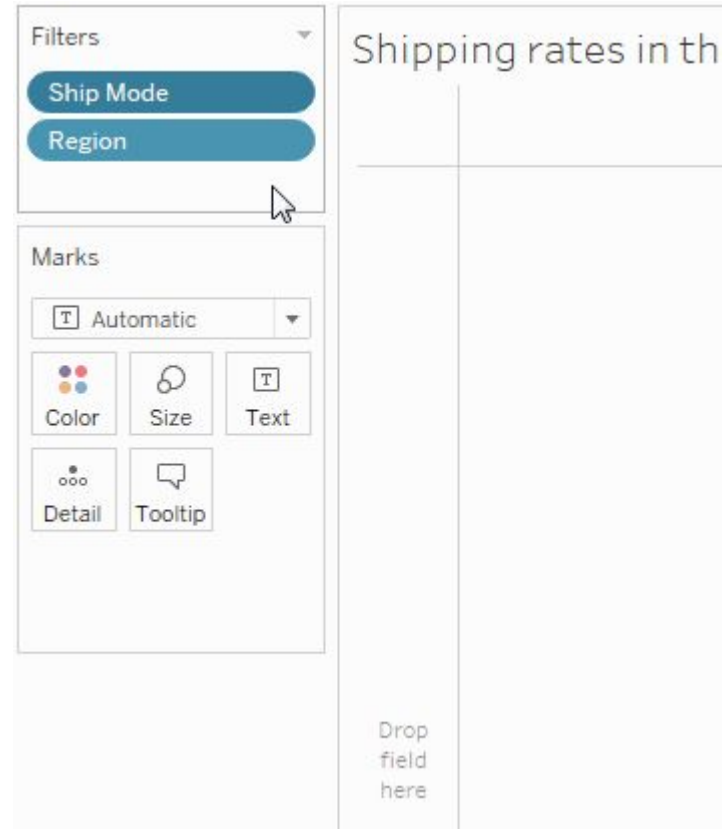 Filters
Ship Mode
Region
Shipping rates in th
Marks
T Automatic
Color Size T Text
Detail Tooltip
Drop
field
here